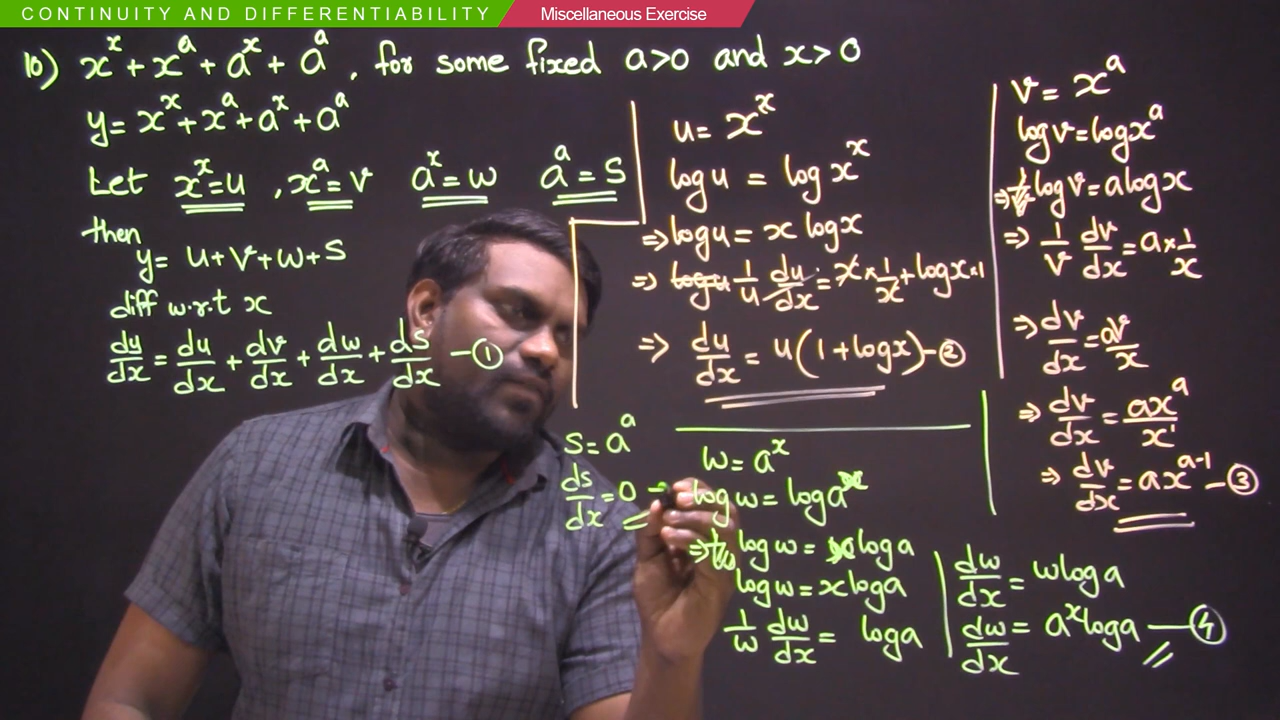 CONTINUITY AND DIFFERENTIABILITY
Miscellaneous Exercise
10) x^x + x^a + a^x + a^a, for some fixed a>0 and x>0
y = x^x + x^a + a^x + a^a
Let x^x = u, x^a = v a^x = w a^a = s
then
y = u+v+w+s
diff w.r.t x
dy/dx = du/dx + dv/dx + dw/dx + ds/dx —①
u = x^x
log u = log x^x
⇒ log u = x log x
⇒ 1/u du/dx = x × 1/x + log x × 1
⇒ du/dx = u(1 + log x) —②
v = x^a
log v = log x^a
⇒ log v = a log x
⇒ 1/v dv/dx = a × 1/x
⇒ dv/dx = av/x
⇒ dv/dx = ax^a/x^1
⇒ dv/dx = ax^(a-1) —③
s = a^a
ds/dx = 0
w = a^x
log w = log a^x
⇒ log w = x log a
log w = x log a
1/w dw/dx = log a
dw/dx = w log a
dw/dx = a^x log a —④